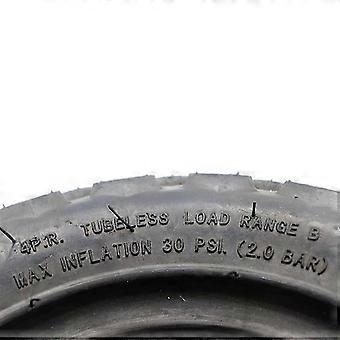 4P.R. TUBELESS LOAD RANGE B
MAX INFLATION 30 PSI. (2.0 BAR)